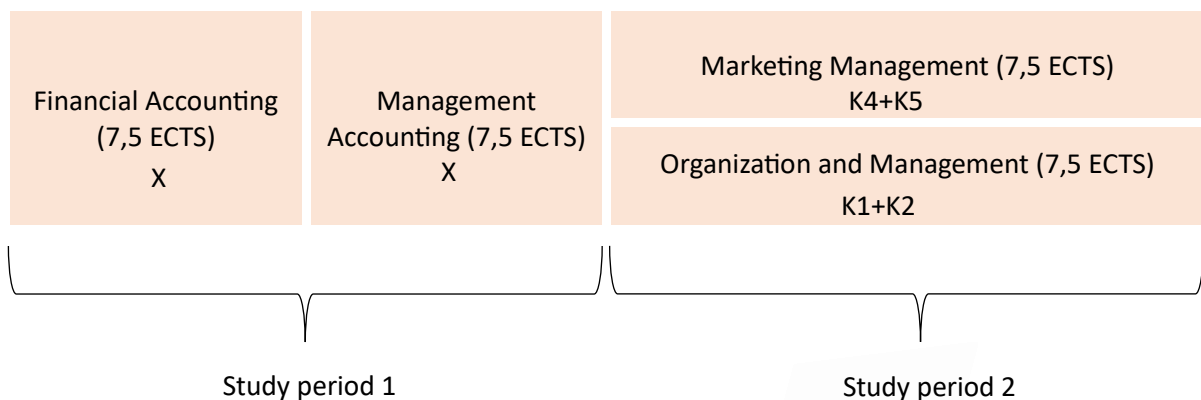 Financial Accounting
(7,5 ECTS)
X
Management
Accounting (7,5 ECTS)
X
Marketing Management (7,5 ECTS)
K4+K5
Organization and Management (7,5 ECTS)
K1+K2
Study period 1
Study period 2